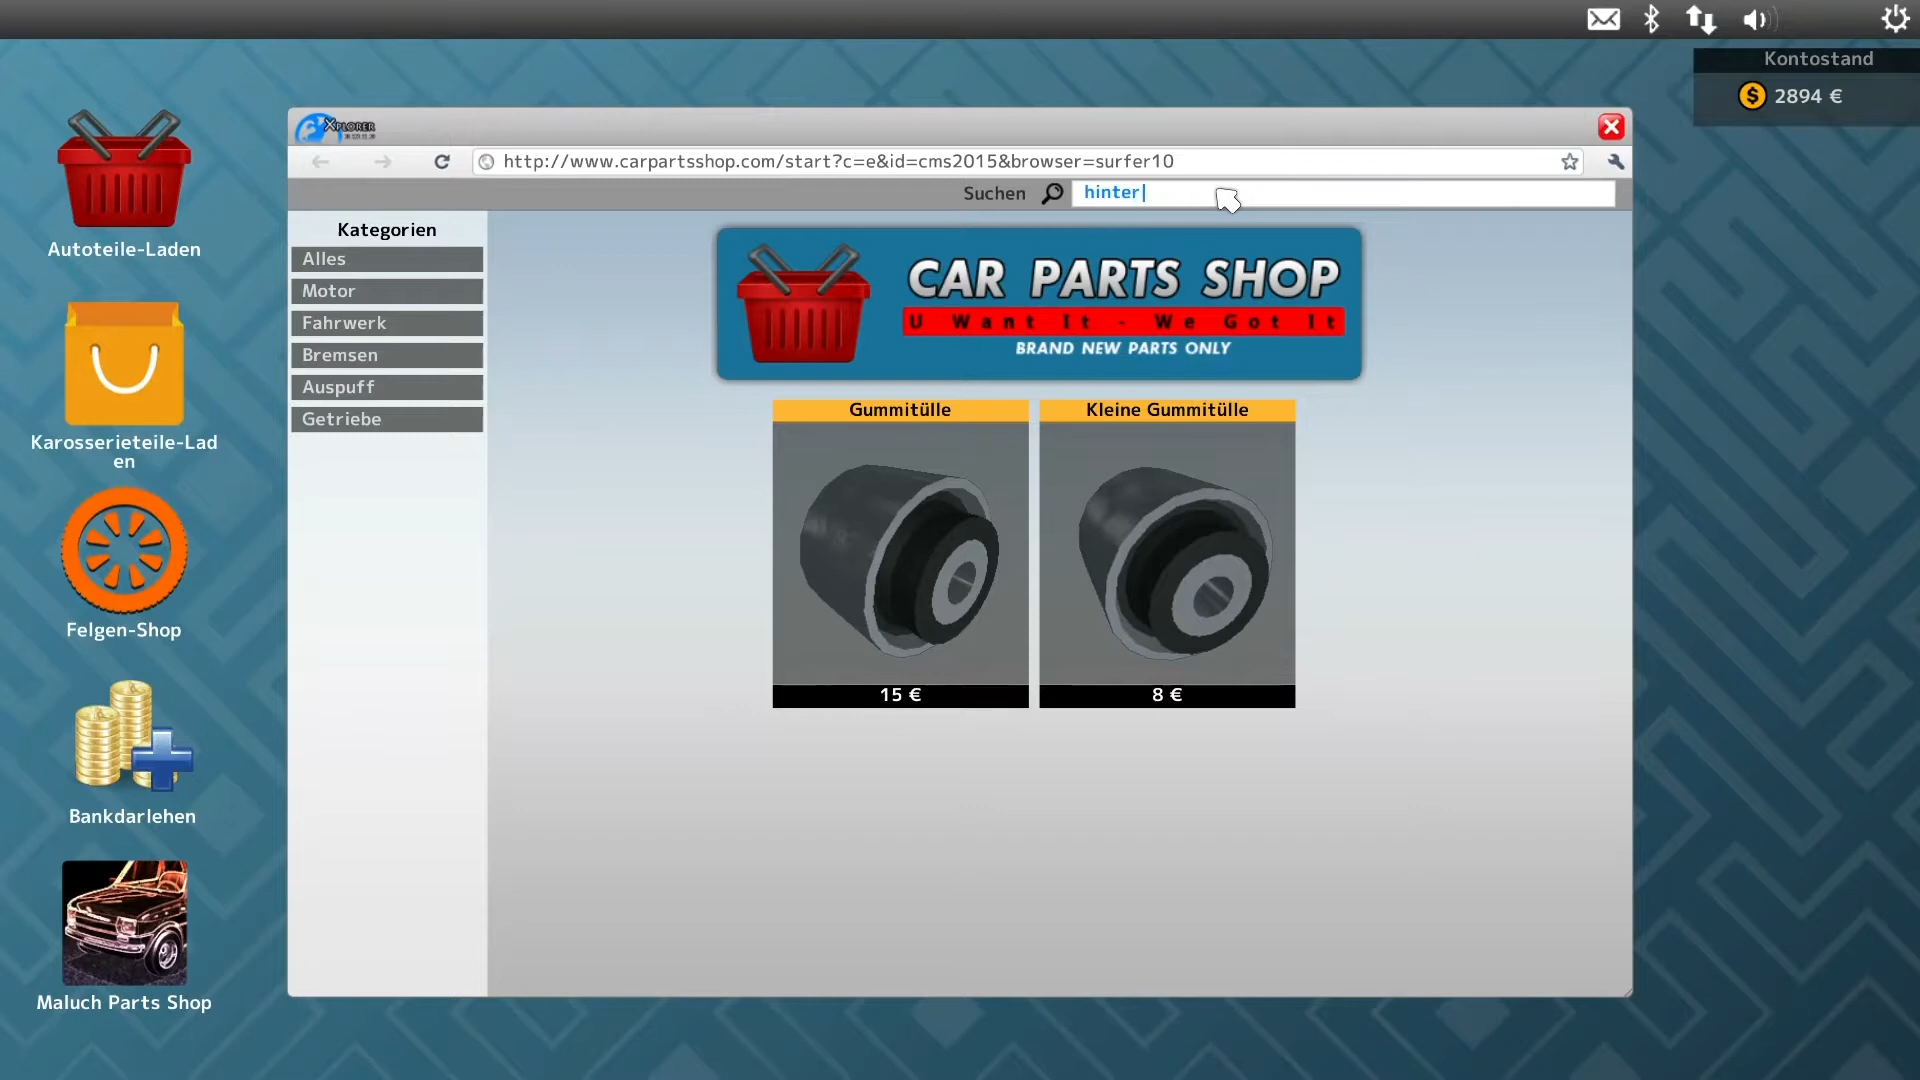 Kontostand
2894 €
XPLORER
http://www.carpartsshop.com/start?c=e&id=cms2015&browser=surfer10
Suchen
hinter
Kategorien
Alles
Motor
Fahrwerk
Bremsen
Auspuff
Getriebe
CAR PARTS SHOP
U Want It - We Got It
BRAND NEW PARTS ONLY
Gummitülle
15 €
Kleine Gummitülle
8 €
Autoteile-Laden
Karosserieteile-Lad
en
Felgen-Shop
Bankdarlehen
Maluch Parts Shop